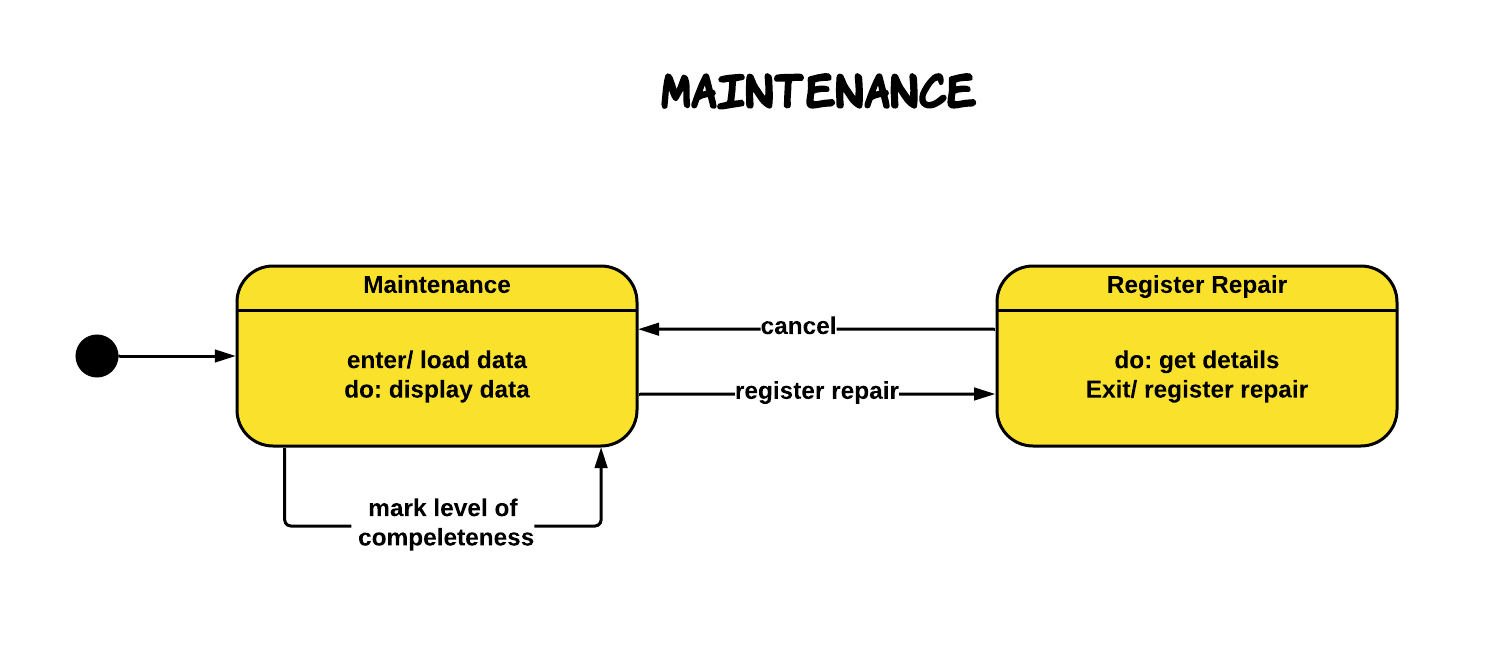 MAINTENANCE
Maintenance
enter/ load data
do: display data
Register Repair
do: get details
Exit/ register repair
cancel
register repair
mark level of
compeleteness